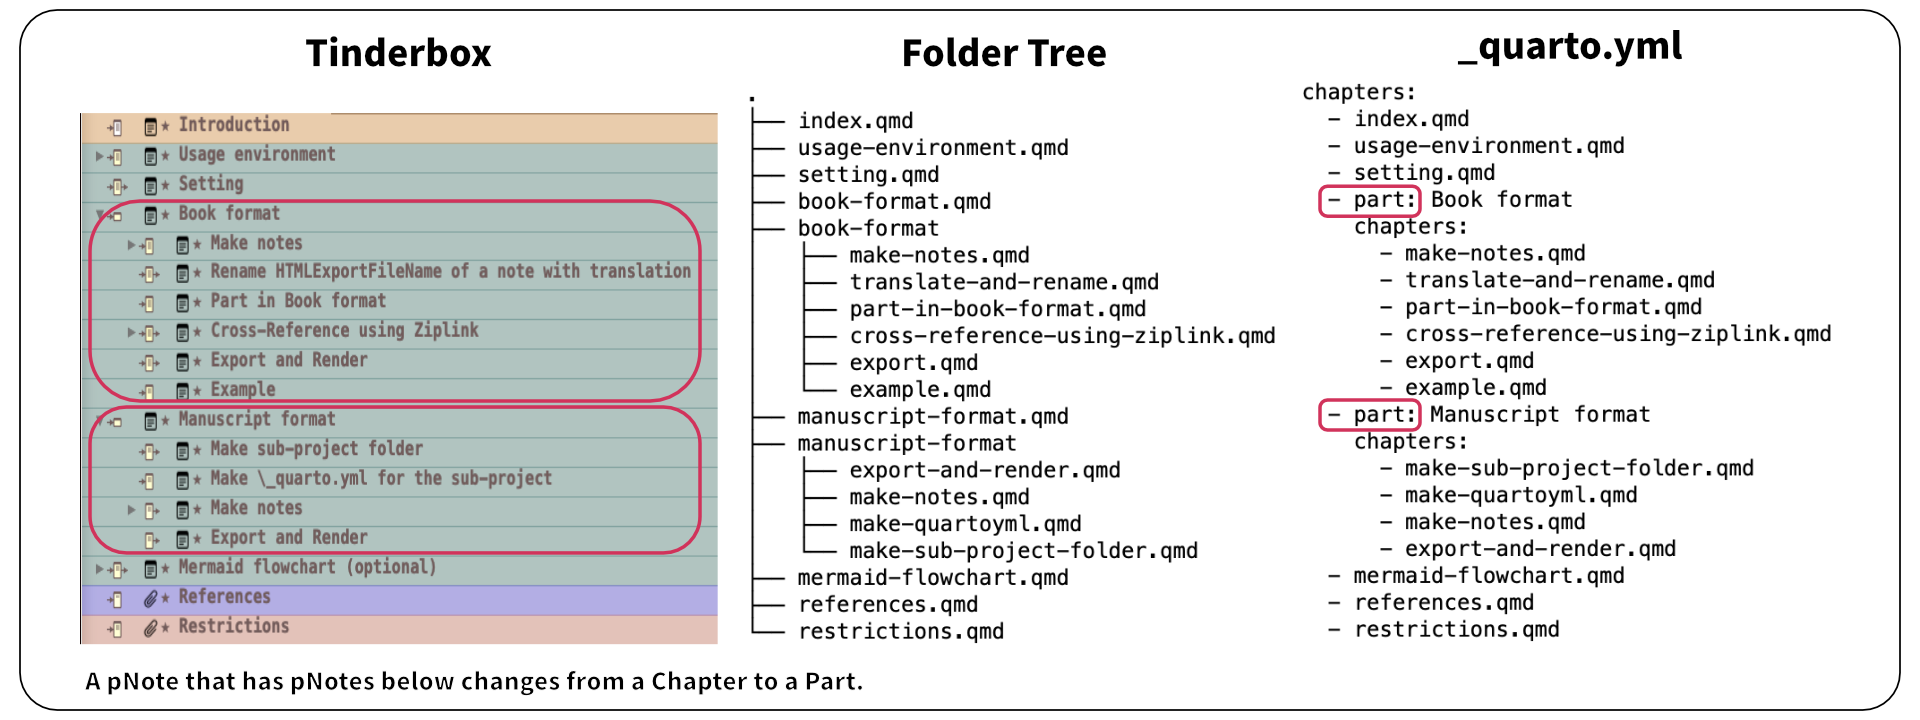 Tinderbox
Introduction
Usage environment
Setting
Book format
Make notes
Rename HTMLExportFileName of a note with translation
Part in Book format
Cross-Reference using Ziplink
Export and Render
Example
Manuscript format
Make sub-project folder
Make \_quarto.yml for the sub-project
Make notes
Export and Render
Mermaid flowchart (optional)
References
Restrictions
Folder Tree
.
├── index.qmd
├── usage-environment.qmd
├── setting.qmd
├── book-format.qmd
├── book-format
│   ├── make-notes.qmd
│   ├── translate-and-rename.qmd
│   ├── part-in-book-format.qmd
│   ├── cross-reference-using-ziplink.qmd
│   ├── export.qmd
│   └── example.qmd
├── manuscript-format.qmd
├── manuscript-format
│   ├── export-and-render.qmd
│   ├── make-notes.qmd
│   ├── make-quartoyml.qmd
│   └── make-sub-project-folder.qmd
├── mermaid-flowchart.qmd
├── references.qmd
└── restrictions.qmd
_quarto.yml
chapters:
  - index.qmd
  - usage-environment.qmd
  - setting.qmd
  - part: Book format
    chapters:
      - make-notes.qmd
      - translate-and-rename.qmd
      - part-in-book-format.qmd
      - cross-reference-using-ziplink.qmd
      - export.qmd
      - example.qmd
  - part: Manuscript format
    chapters:
      - make-sub-project-folder.qmd
      - make-quartoyml.qmd
      - make-notes.qmd
      - export-and-render.qmd
  - mermaid-flowchart.qmd
  - references.qmd
  - restrictions.qmd
A pNote that has pNotes below changes from a Chapter to a Part.